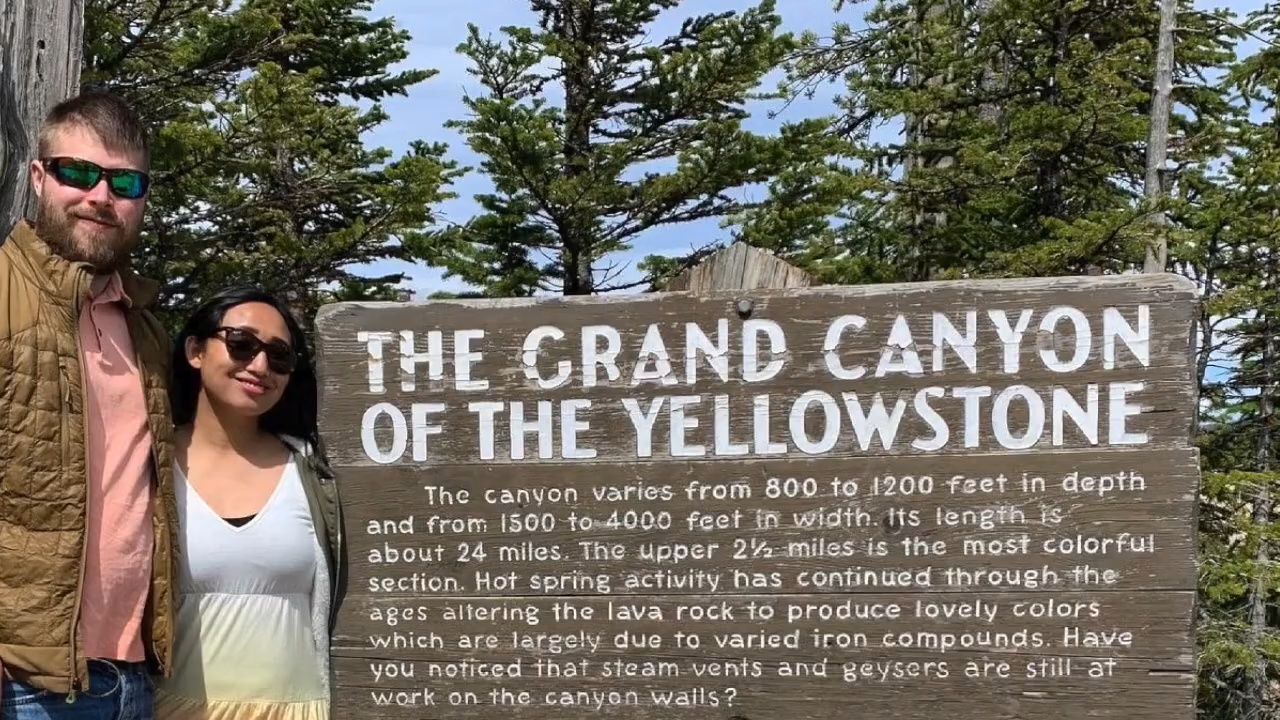 THE GRAND CANYON
OF THE YELLOWSTONE
The canyon varies from 800 to 1200 feet in depth
and from 1500 to 4000 feet in width. Its length is
about 24 miles. The upper 2½ miles is the most colorful
section. Hot spring activity has continued through the
ages altering the lava rock to produce lovely colors
which are largely due to varied iron compounds. Have
you noticed that steam vents and geysers are still at
work on the canyon walls?